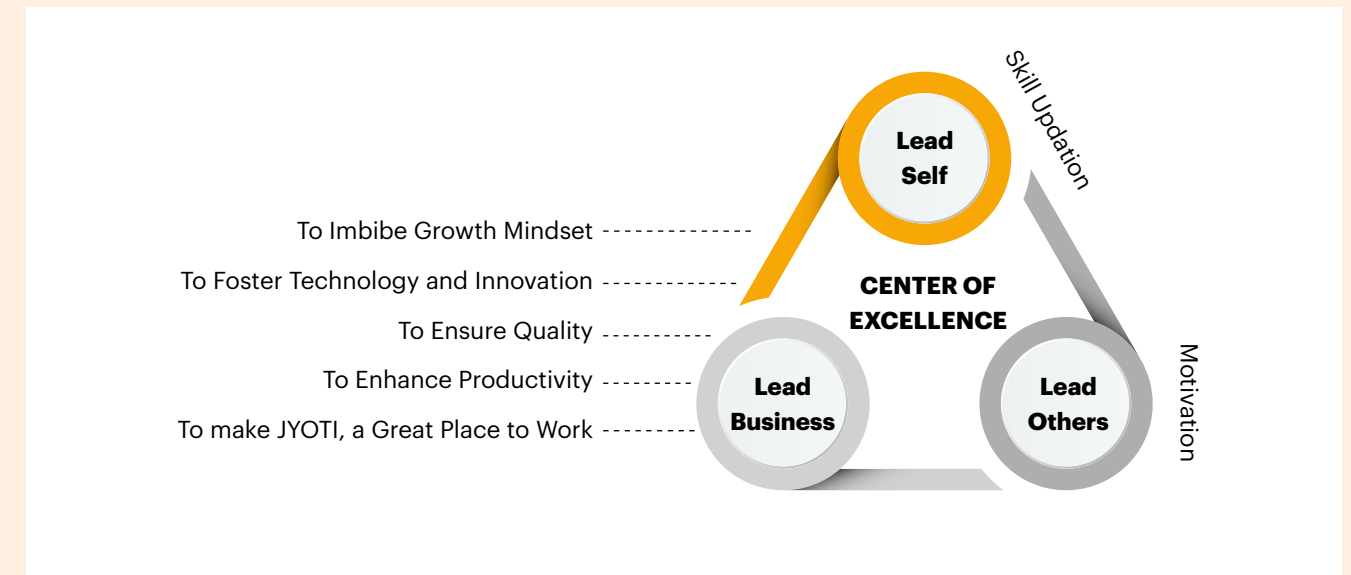 Skill Updation
Lead
Self
To Imbibe Growth Mindset
To Foster Technology and Innovation
To Ensure Quality
To Enhance Productivity
To make JYOTI, a Great Place to Work
CENTER OF
EXCELLENCE
Lead
Business
Lead
Others
Motivation